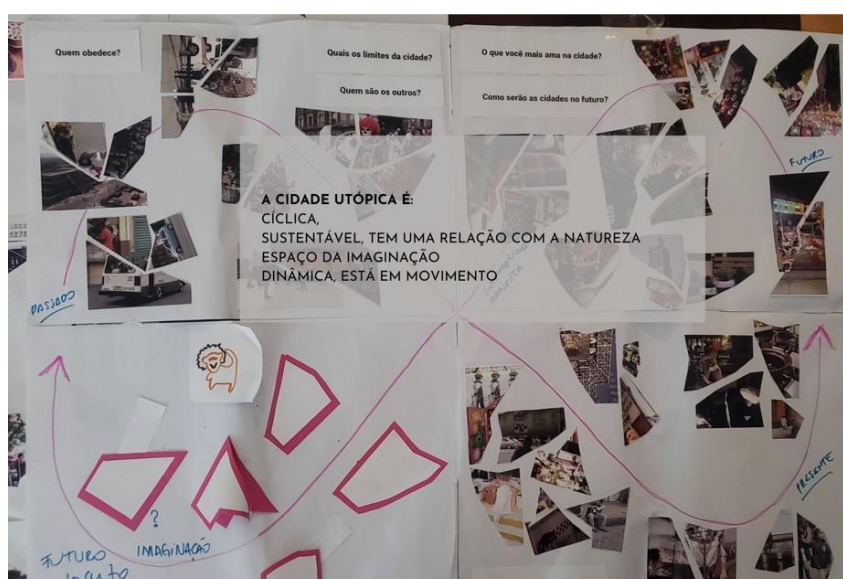 Quem obedece?
Quais os limites da cidade?
Quem são os outros?
O que você mais ama na cidade?
Como serão as cidades no futuro?
FUTURO
A CIDADE UTÓPICA É:
CÍCLICA,
SUSTENTÁVEL, TEM UMA RELAÇÃO COM A NATUREZA
ESPAÇO DA IMAGINAÇÃO
DINÂMICA, ESTÁ EM MOVIMENTO
PASSADO
PRESENTE
?
IMAGINAÇÃO
FUTURO